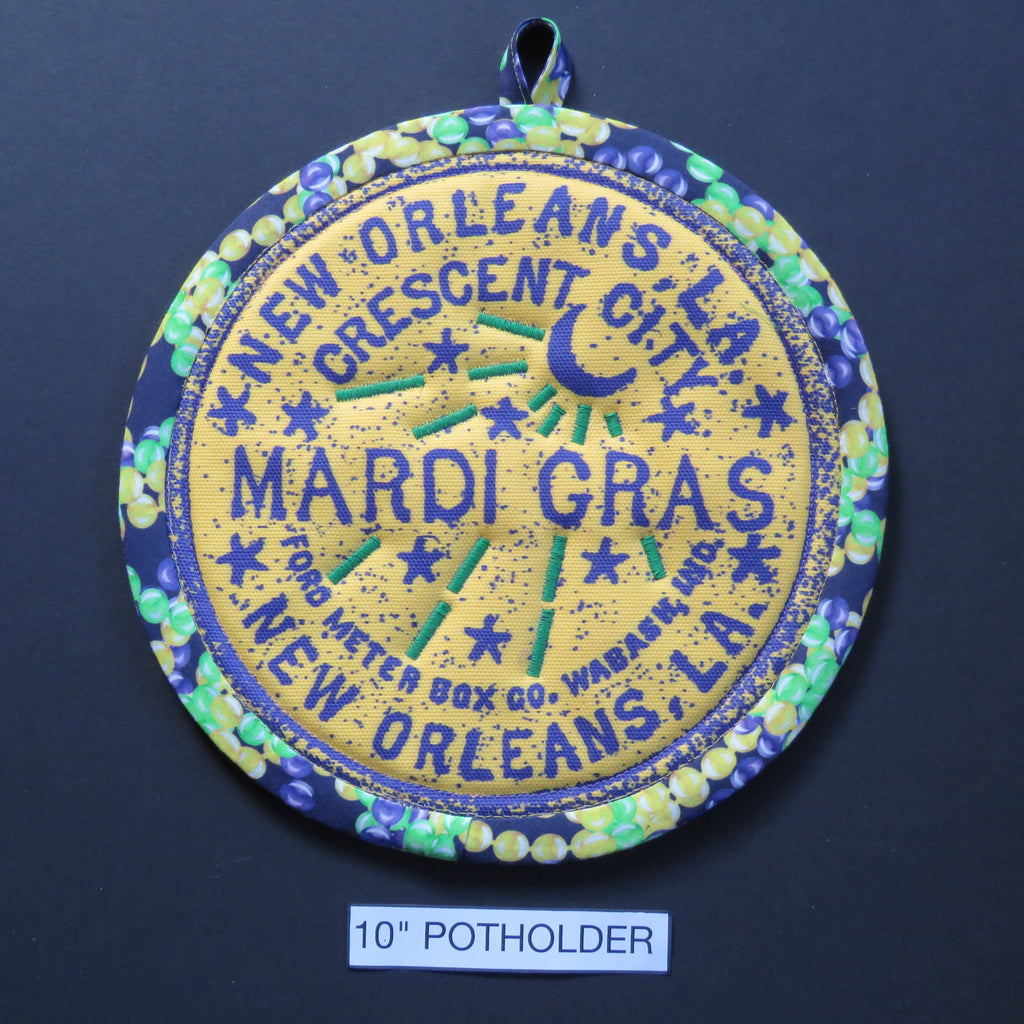 NEW ORLEANS, LA.
CRESCENT CITY
MARDI GRAS
FORD METER BOX CO. WABASH, IND.
NEW ORLEANS, LA.
10" POTHOLDER